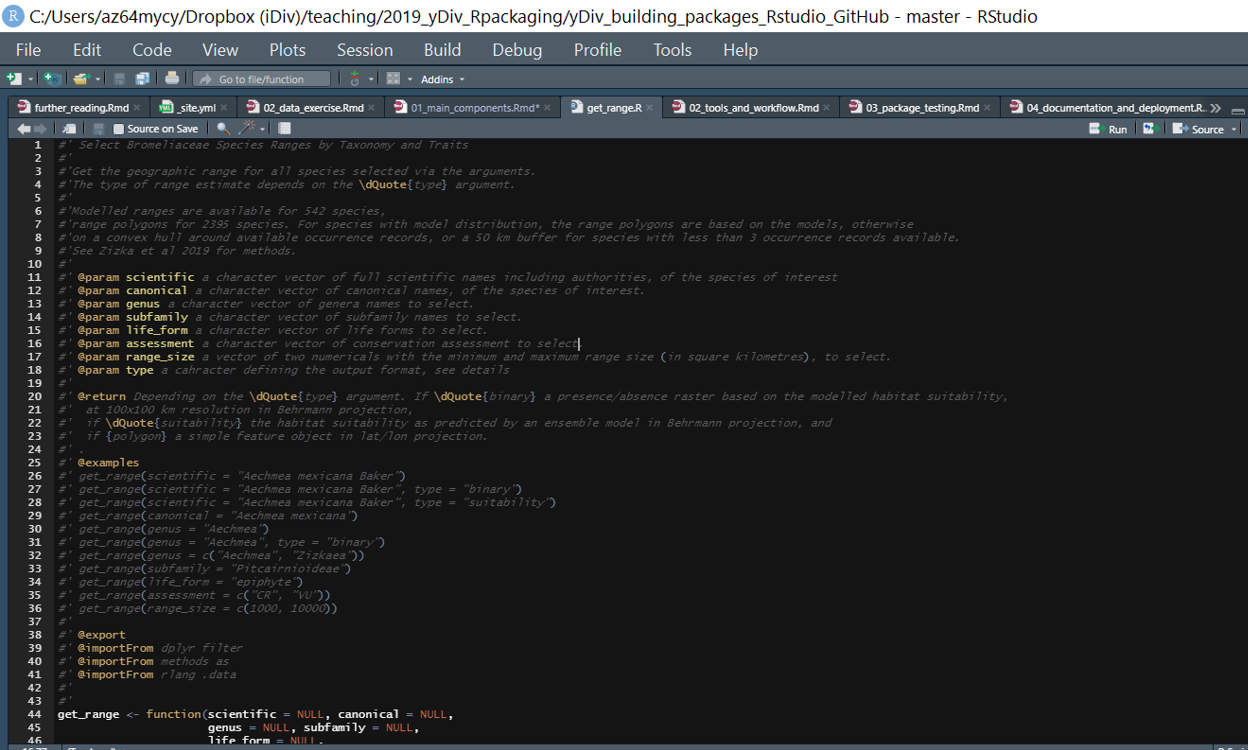 R C:/Users/az64mycy/Dropbox (iDiv)/teaching/2019_yDiv_Rpackaging/yDiv_building_packages_Rstudio_GitHub - master - RStudio
File Edit Code View Plots Session Build Debug Profile Tools Help
Go to file/function Addins
further_reading.Rmd _site.yml 02_data_exercise.Rmd 01_main_components.Rmd* get_range.R 02_tools_and_workflow.Rmd 03_package_testing.Rmd 04_documentation_and_deployment.R..
Source on Save Run Source
1 #' Select Bromeliaceae Species Ranges by Taxonomy and Traits
2 #'
3 #'Get the geographic range for all species selected via the arguments.
4 #'The type of range estimate depends on the \dQuote{type} argument.
5 #'
6 #'Modelled ranges are available for 542 species,
7 #'range polygons for 2395 species. For species with model distribution, the range polygons are based on the models, otherwise
8 #'on a convex hull around available occurrence records, or a 50 km buffer for species with less than 3 occurrence records available.
9 #'See Zizka et al 2019 for methods.
10 #'
11 #' @param scientific a character vector of full scientific names including authorities, of the species of interest
12 #' @param canonical a character vector of canonical names, of the species of interest.
13 #' @param genus a character vector of genera names to select.
14 #' @param subfamily a character vector of subfamily names to select.
15 #' @param life_form a character vector of life forms to select.
16 #' @param assessment a character vector of conservation assessment to select.
17 #' @param range_size a vector of two numericals with the minimum and maximum range size (in square kilometres), to select.
18 #' @param type a cahracter defining the output format, see details
19 #'
20 #' @return Depending on the \dQuote{type} argument. If \dQuote{binary} a presence/absence raster based on the modelled habitat suitability,
21 #'  at 100x100 km resolution in Behrmann projection,
22 #'  if \dQuote{suitability} the habitat suitability as predicted by an ensemble model in Behrmann projection, and
23 #'  if {polygon} a simple feature object in lat/lon projection.
24 #' .
25 #' @examples
26 #' get_range(scientific = "Aechmea mexicana Baker")
27 #' get_range(scientific = "Aechmea mexicana Baker", type = "binary")
28 #' get_range(scientific = "Aechmea mexicana Baker", type = "suitability")
29 #' get_range(canonical = "Aechmea mexicana")
30 #' get_range(genus = "Aechmea")
31 #' get_range(genus = "Aechmea", type = "binary")
32 #' get_range(genus = c("Aechmea", "Zizkaea"))
33 #' get_range(subfamily = "Pitcairnioideae")
34 #' get_range(life_form = "epiphyte")
35 #' get_range(assessment = c("CR", "VU"))
36 #' get_range(range_size = c(1000, 10000))
37 #'
38 #' @export
39 #' @importFrom dplyr filter
40 #' @importFrom methods as
41 #' @importFrom rlang .data
42 #'
43 #'
44 get_range <- function(scientific = NULL, canonical = NULL,
45 genus = NULL, subfamily = NULL,
46 life_form = NULL,